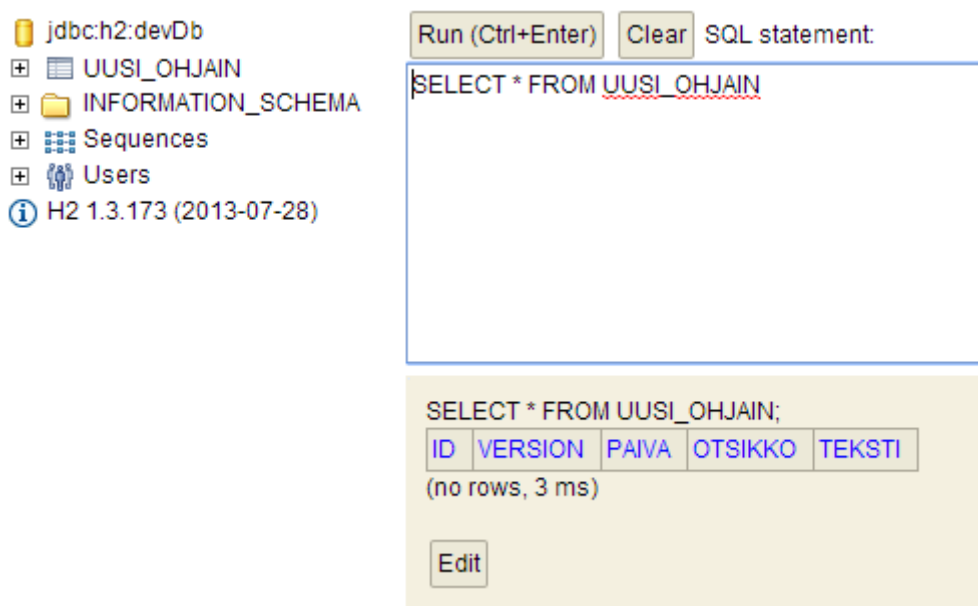 jdbc:h2:devDb
UUSI_OHJAIN
INFORMATION_SCHEMA
Sequences
Users
H2 1.3.173 (2013-07-28)
Run (Ctrl+Enter) Clear SQL statement:
SELECT * FROM UUSI_OHJAIN
SELECT * FROM UUSI_OHJAIN;
ID VERSION PAIVA OTSIKKO TEKSTI
(no rows, 3 ms)
Edit